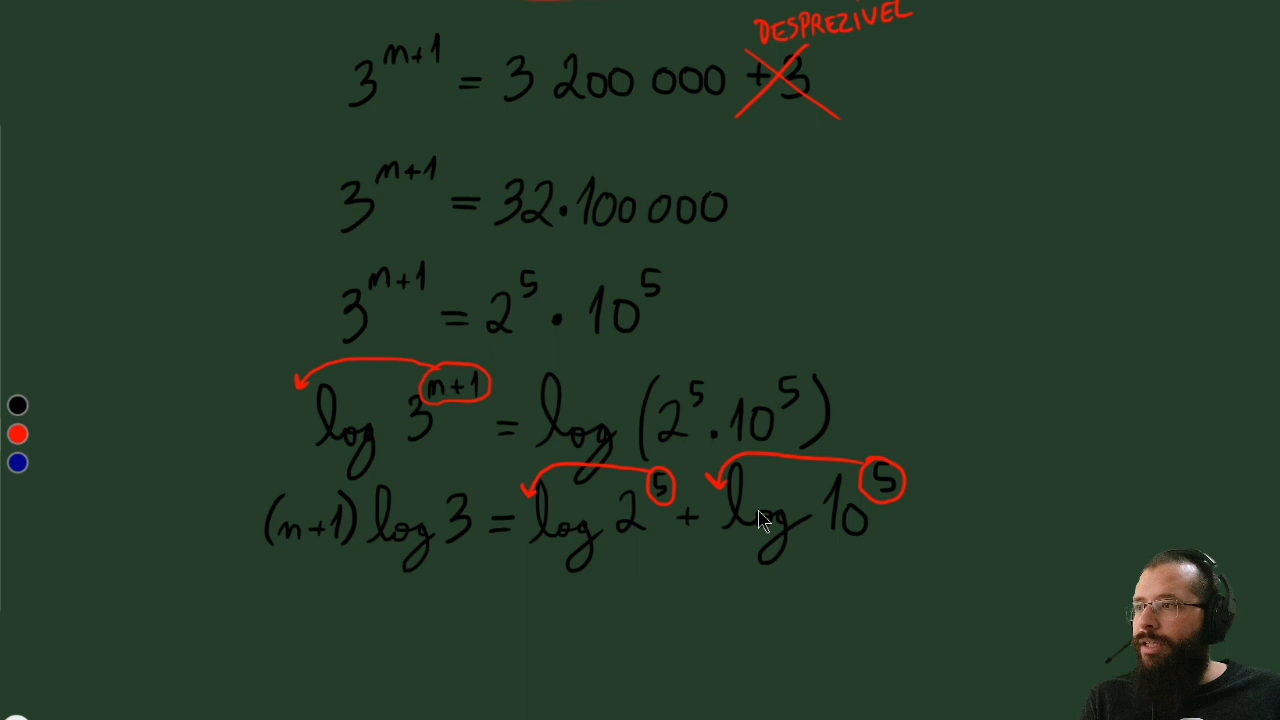 DESPREZÍVEL
3^{n+1} = 3 200 000 +3
3^{n+1} = 32·100 000
3^{n+1} = 2^5 · 10^5
log 3^{n+1} = log (2^5 · 10^5)
(n+1) log 3 = log 2^5 + log 10^5